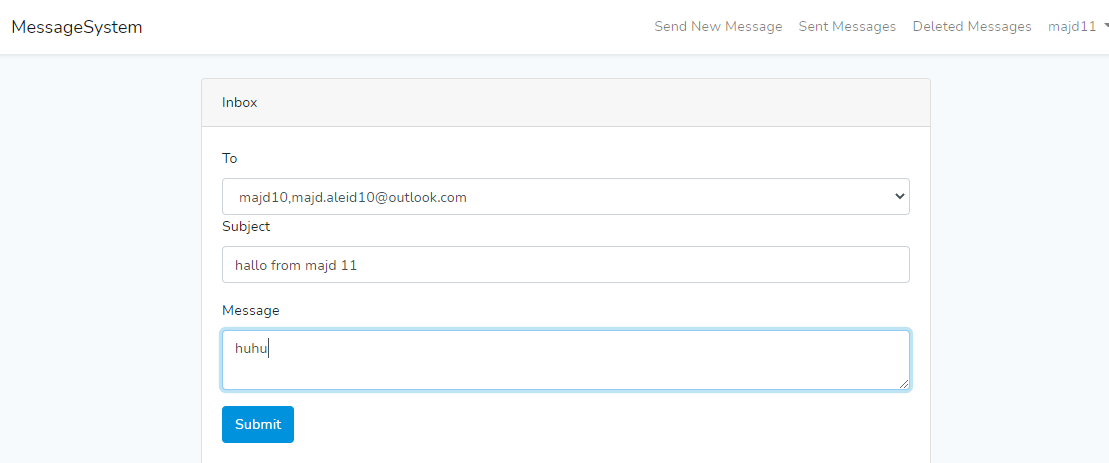 MessageSystem Send New Message Sent Messages Deleted Messages majd11
Inbox
To
majd10,majd.aleid10@outlook.com
Subject
hallo from majd 11
Message
huhu
Submit